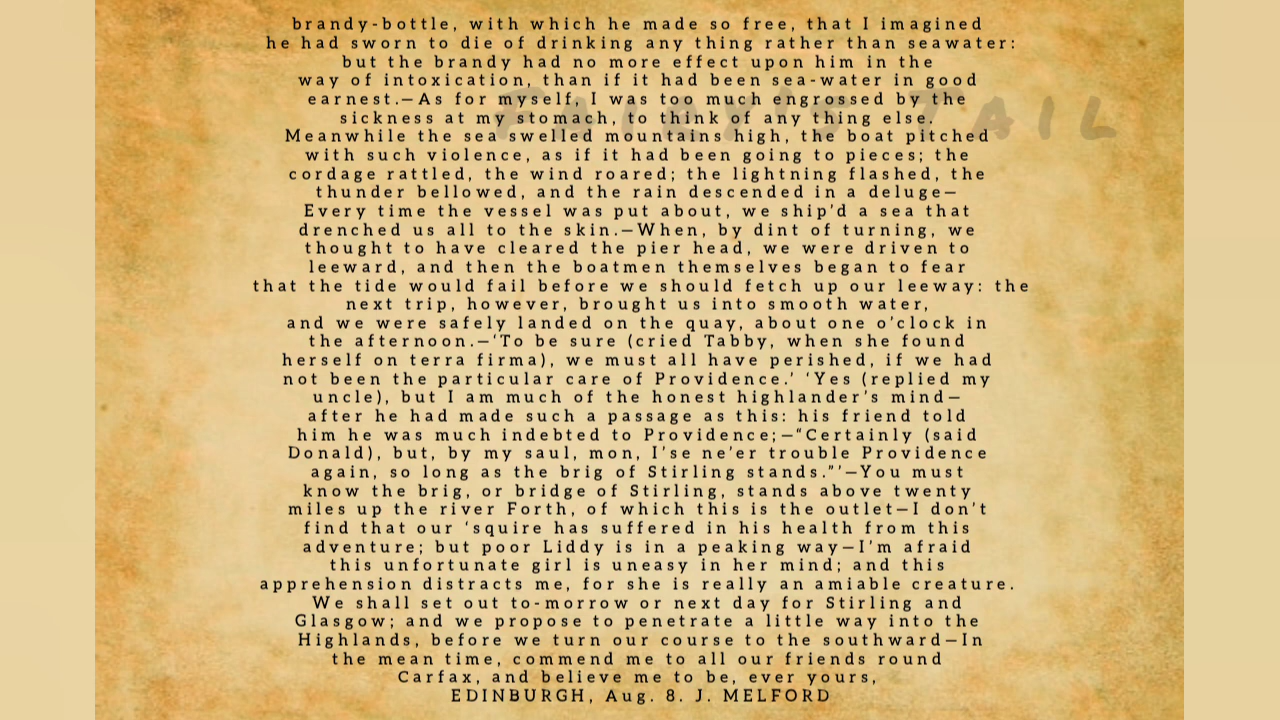 brandy-bottle, with which he made so free, that I imagined
he had sworn to die of drinking any thing rather than seawater:
but the brandy had no more effect upon him in the
way of intoxication, than if it had been sea-water in good
earnest.—As for myself, I was too much engrossed by the
sickness at my stomach, to think of any thing else.
Meanwhile the sea swelled mountains high, the boat pitched
with such violence, as if it had been going to pieces; the
cordage rattled, the wind roared; the lightning flashed, the
thunder bellowed, and the rain descended in a deluge—
Every time the vessel was put about, we ship'd a sea that
drenched us all to the skin.—When, by dint of turning, we
thought to have cleared the pier head, we were driven to
leeward, and then the boatmen themselves began to fear
that the tide would fail before we should fetch up our leeway: the
next trip, however, brought us into smooth water,
and we were safely landed on the quay, about one o'clock in
the afternoon.—'To be sure (cried Tabby, when she found
herself on terra firma), we must all have perished, if we had
not been the particular care of Providence.' 'Yes (replied my
uncle), but I am much of the honest highlander's mind—
after he had made such a passage as this: his friend told
him he was much indebted to Providence;—"Certainly (said
Donald), but, by my saul, mon, I'se ne'er trouble Providence
again, so long as the brig of Stirling stands."'—You must
know the brig, or bridge of Stirling, stands above twenty
miles up the river Forth, of which this is the outlet—I don't
find that our 'squire has suffered in his health from this
adventure; but poor Liddy is in a peaking way—I'm afraid
this unfortunate girl is uneasy in her mind; and this
apprehension distracts me, for she is really an amiable creature.
We shall set out to-morrow or next day for Stirling and
Glasgow; and we propose to penetrate a little way into the
Highlands, before we turn our course to the southward—In
the mean time, commend me to all our friends round
Carfax, and believe me to be, ever yours,
EDINBURGH, Aug. 8. J. MELFORD
TAIL